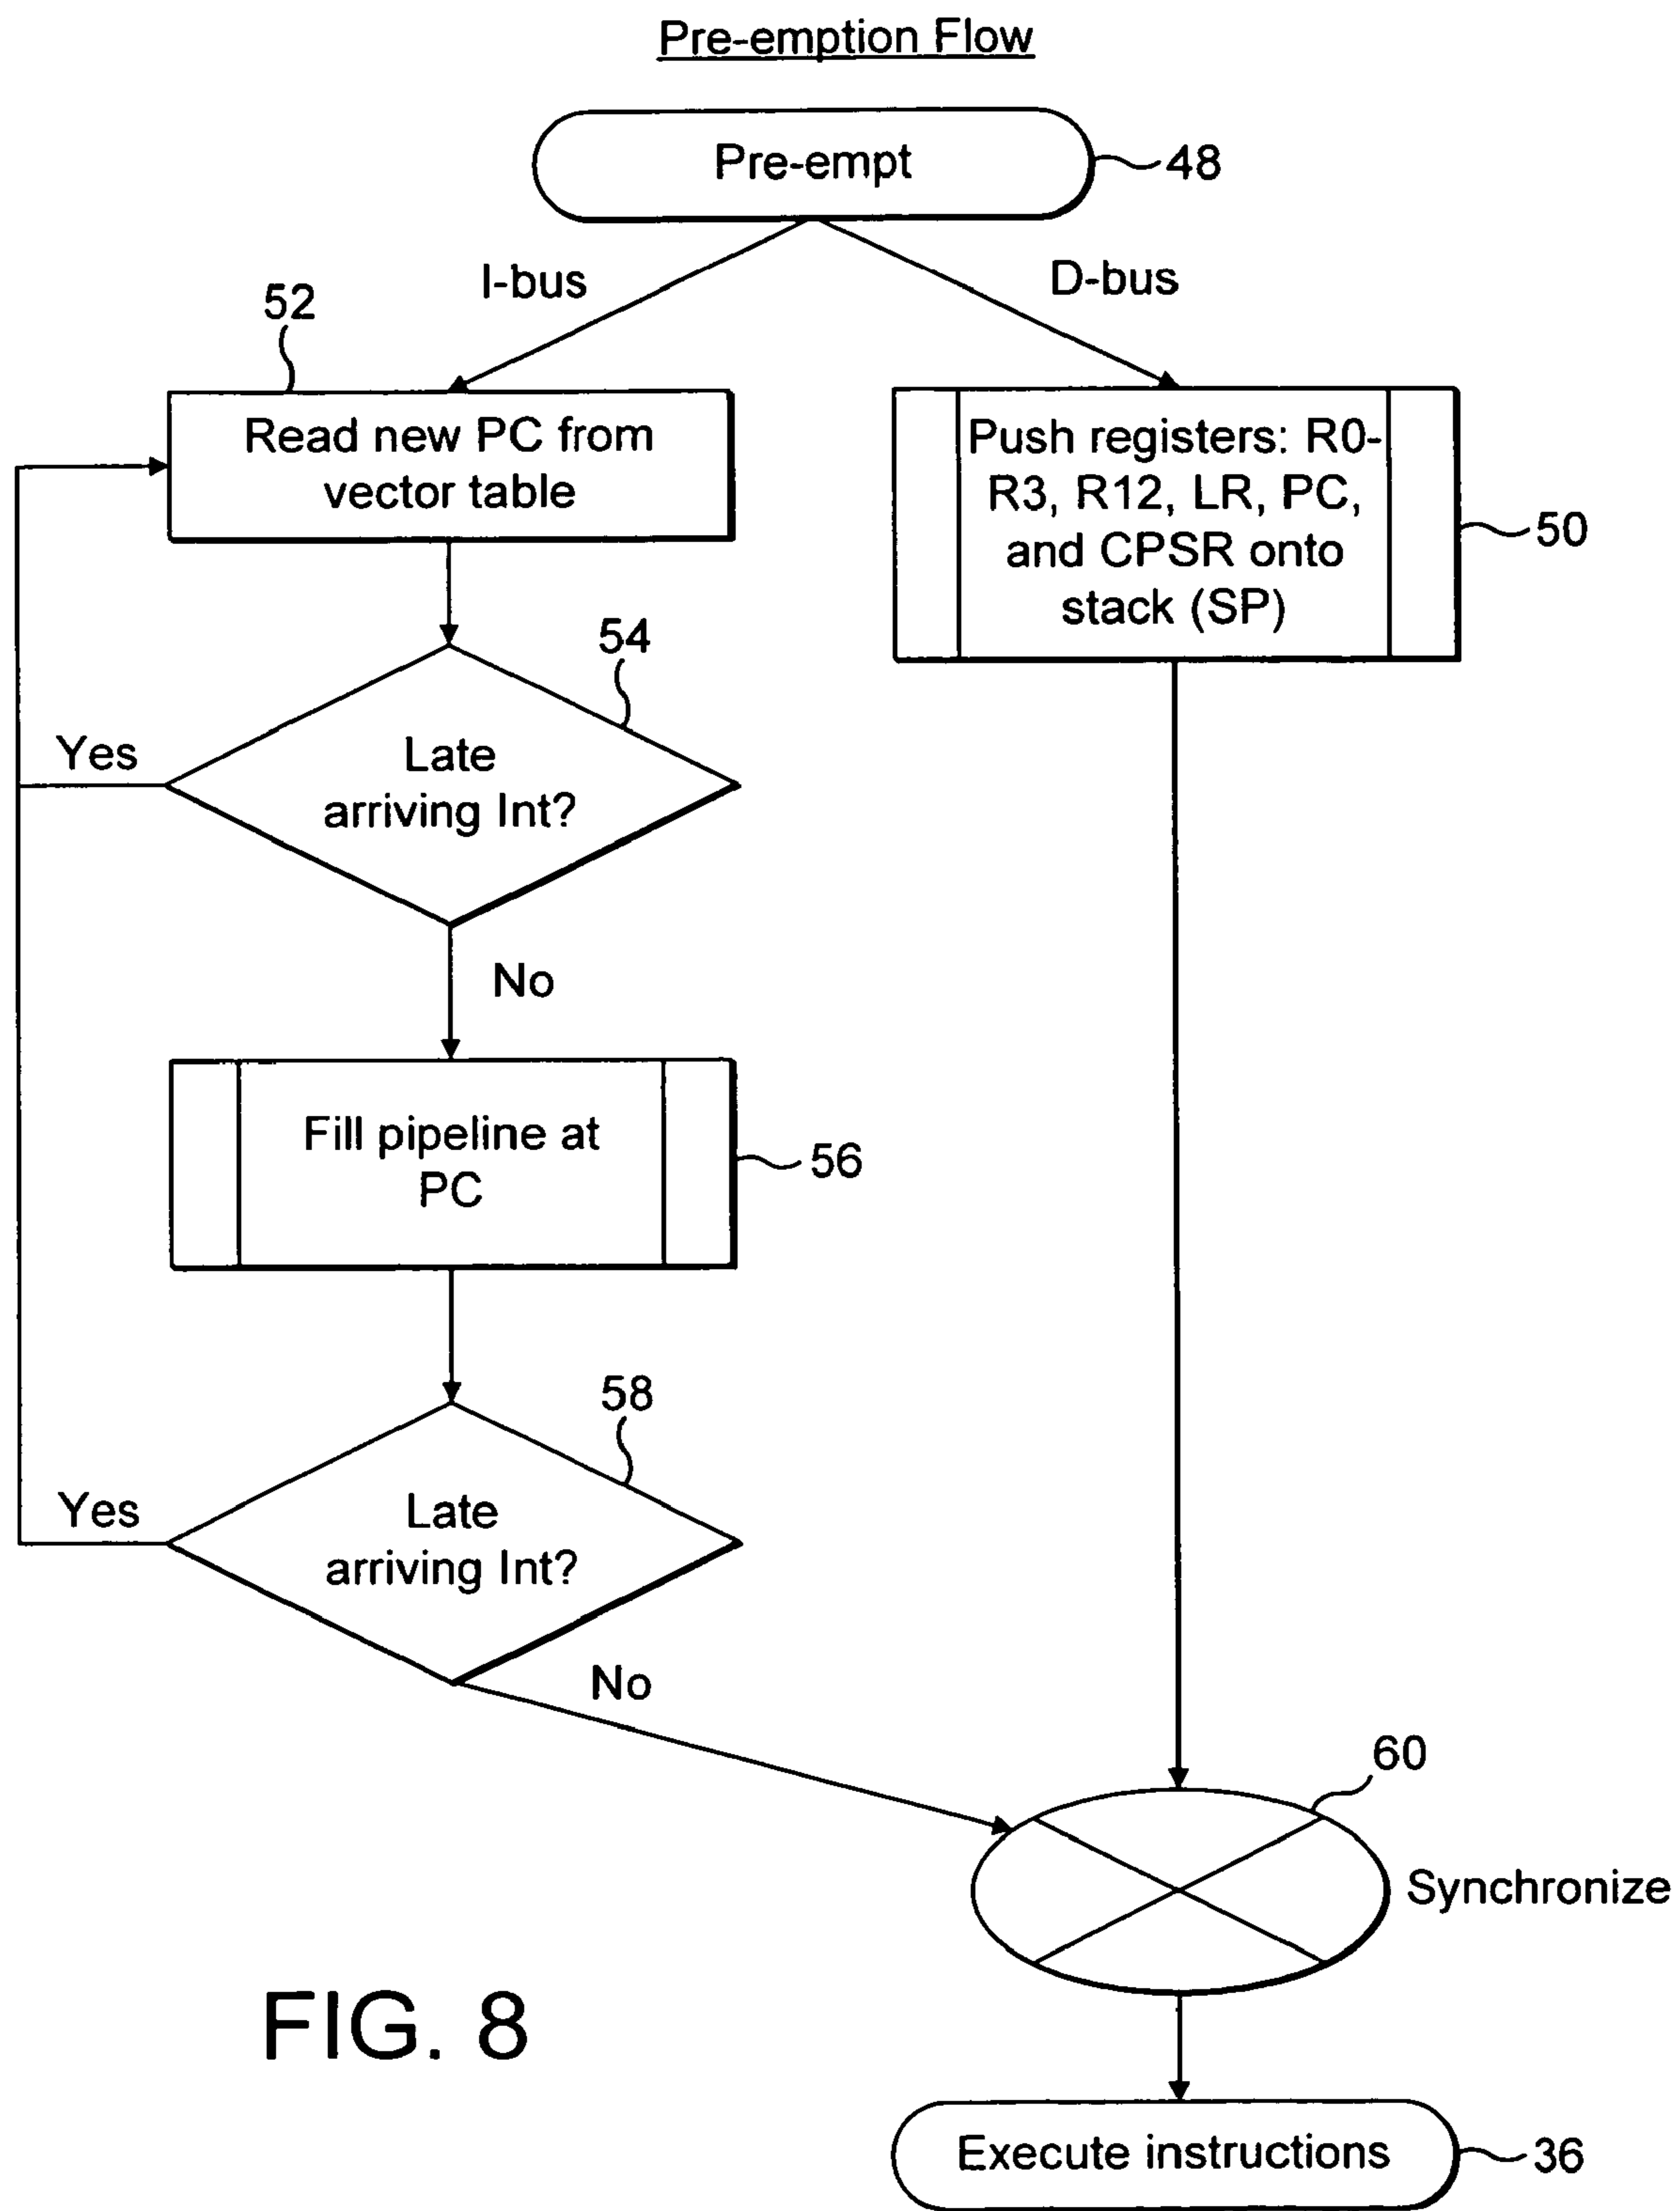 Pre-emption Flow
Pre-empt
48
I-bus
D-bus
52
Read new PC from
vector table
Push registers: R0-
R3, R12, LR, PC,
and CPSR onto
stack (SP)
50
54
Yes
Late
arriving Int?
No
Fill pipeline at
PC
56
58
Yes
Late
arriving Int?
No
60
Synchronize
FIG. 8
Execute instructions
36